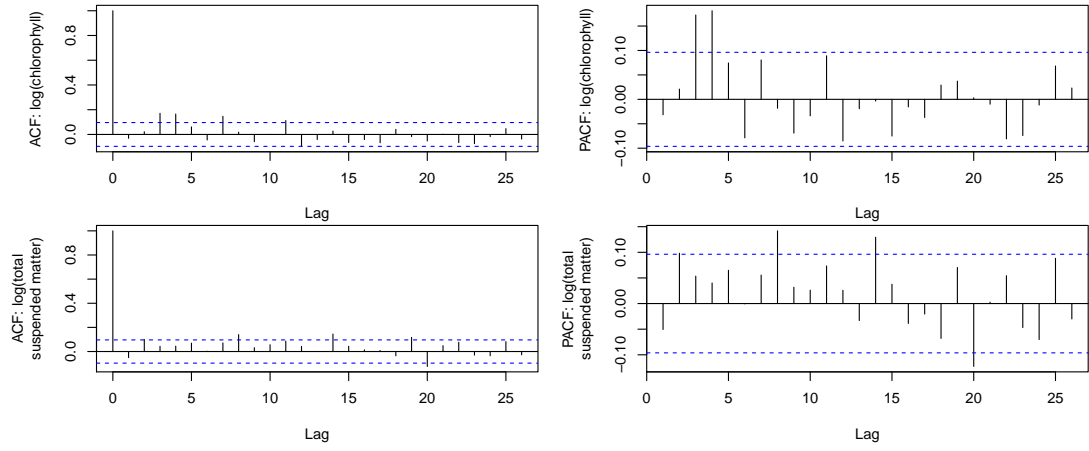 ACF: log(chlorophyll)
0.0 0.4 0.8
0 5 10 15 20 25
Lag
PACF: log(chlorophyll)
−0.10 0.00 0.10
0 5 10 15 20 25
Lag
ACF: log(total
suspended matter)
0.0 0.4 0.8
0 5 10 15 20 25
Lag
PACF: log(total
suspended matter)
−0.10 0.00 0.10
0 5 10 15 20 25
Lag